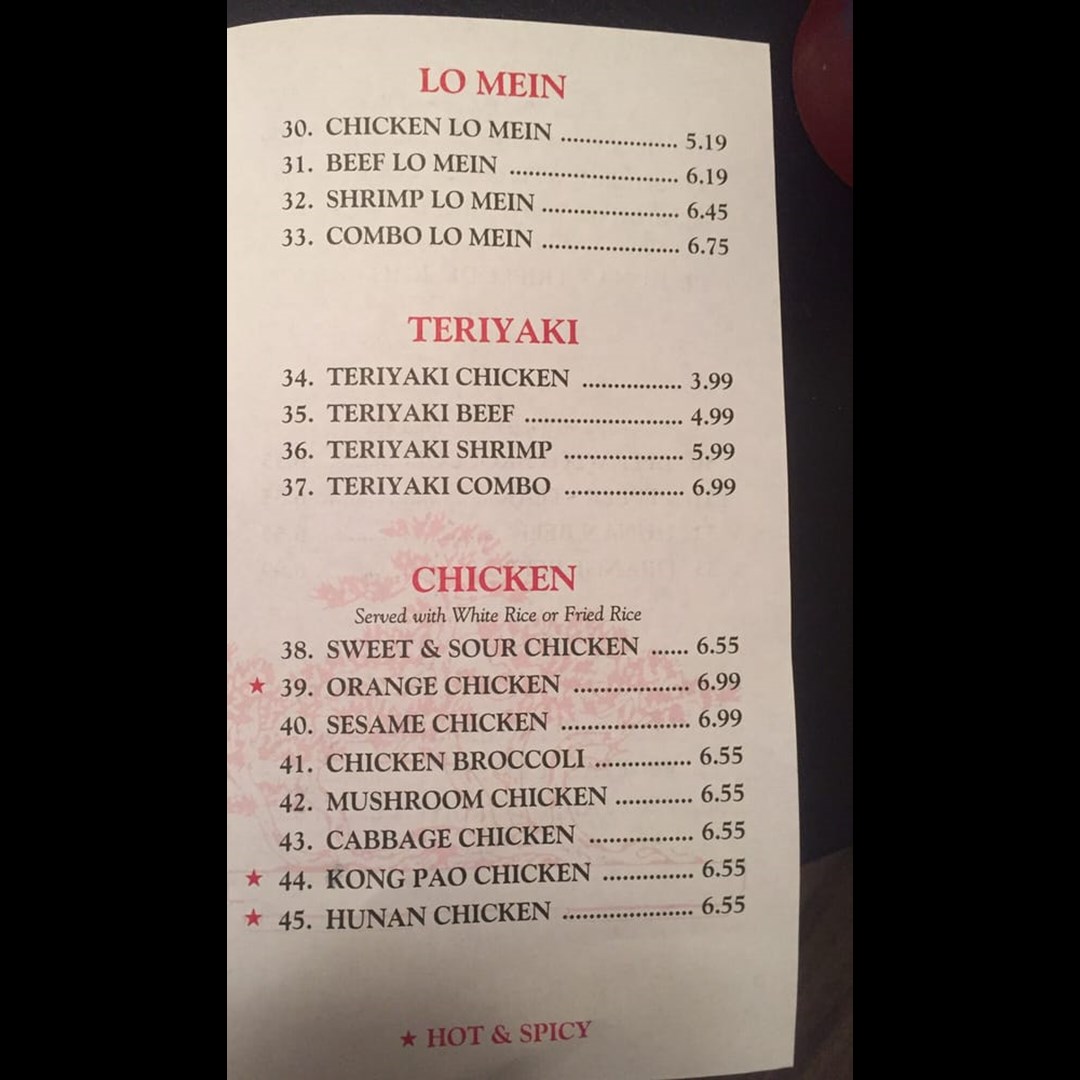 LO MEIN
30. CHICKEN LO MEIN .................... 5.19
31. BEEF LO MEIN ............................. 6.19
32. SHRIMP LO MEIN ....................... 6.45
33. COMBO LO MEIN ....................... 6.75
TERIYAKI
34. TERIYAKI CHICKEN ................ 3.99
35. TERIYAKI BEEF .......................... 4.99
36. TERIYAKI SHRIMP .................... 5.99
37. TERIYAKI COMBO .................... 6.99
CHICKEN
Served with White Rice or Fried Rice
38. SWEET & SOUR CHICKEN ...... 6.55
★ 39. ORANGE CHICKEN ................... 6.99
40. SESAME CHICKEN ..................... 6.99
41. CHICKEN BROCCOLI ............... 6.55
42. MUSHROOM CHICKEN ............ 6.55
43. CABBAGE CHICKEN ................. 6.55
★ 44. KONG PAO CHICKEN .............. 6.55
★ 45. HUNAN CHICKEN ..................... 6.55
★ HOT & SPICY